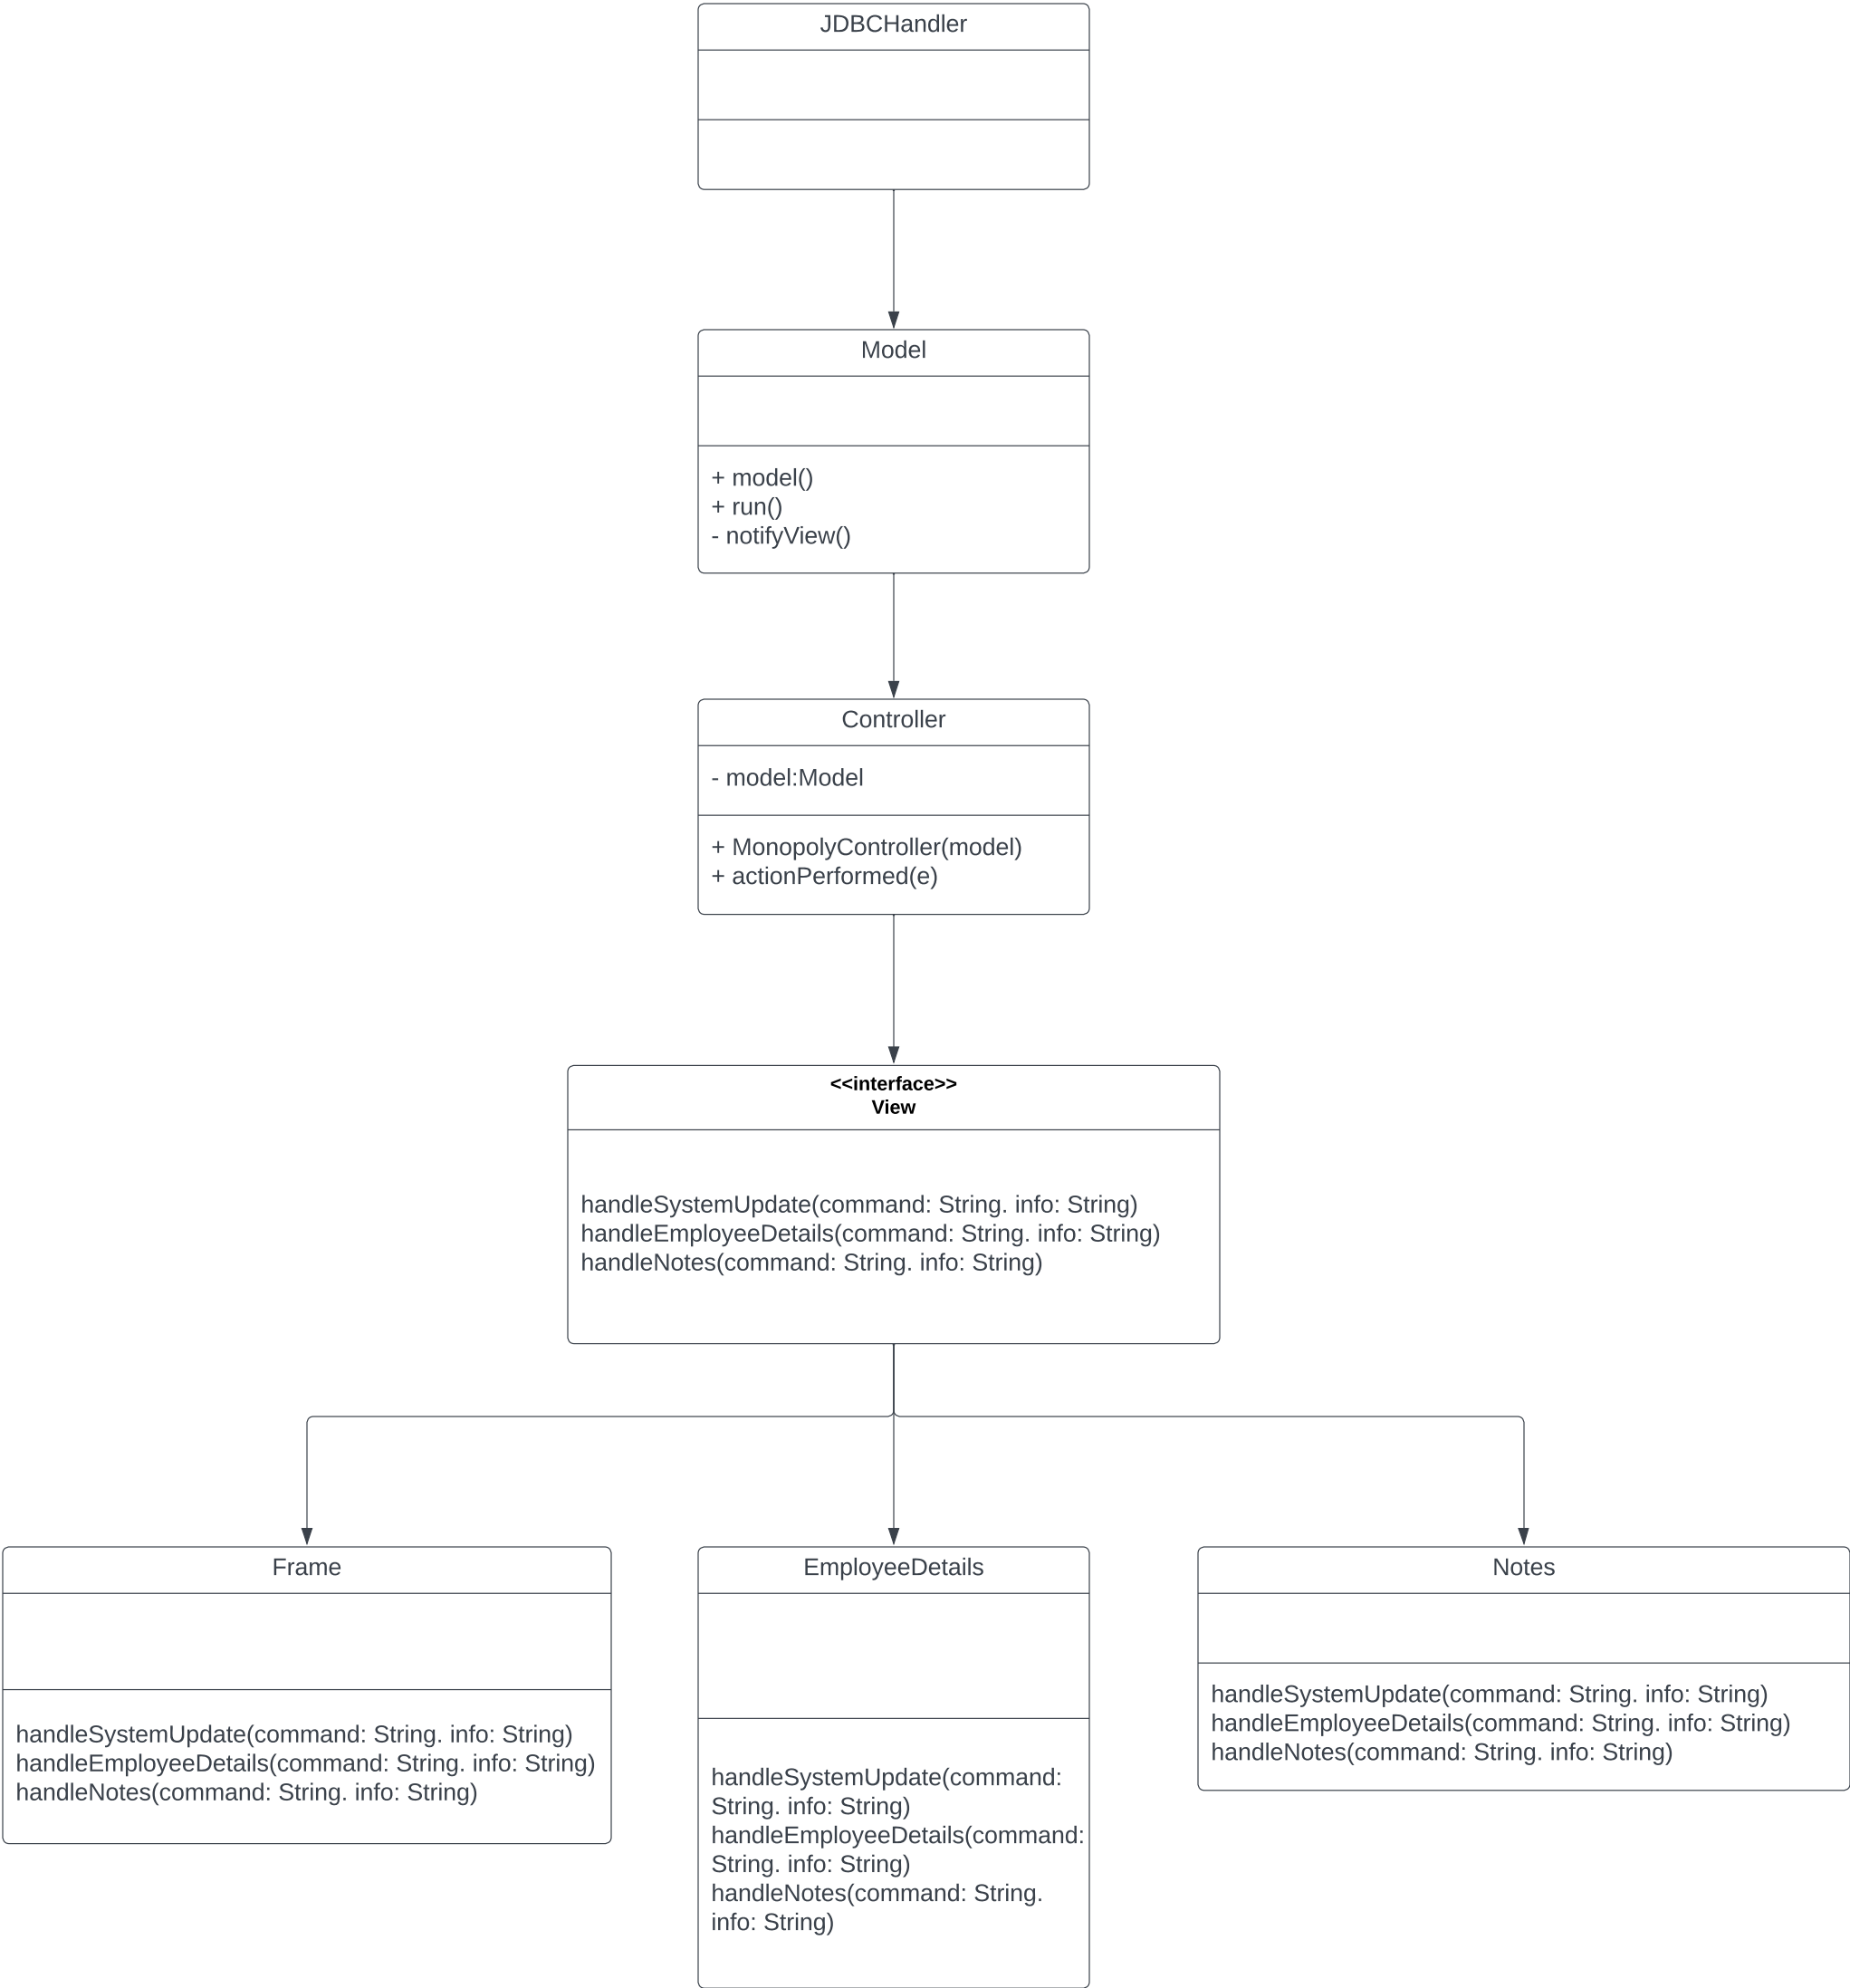 JDBCHandler
Model
+ model()
+ run()
- notifyView()
Controller
- model:Model
+ MonopolyController(model)
+ actionPerformed(e)
<<interface>>
View
handleSystemUpdate(command: String. info: String)
handleEmployeeDetails(command: String. info: String)
handleNotes(command: String. info: String)
Frame
handleSystemUpdate(command: String. info: String)
handleEmployeeDetails(command: String. info: String)
handleNotes(command: String. info: String)
EmployeeDetails
handleSystemUpdate(command:
String. info: String)
handleEmployeeDetails(command:
String. info: String)
handleNotes(command: String.
info: String)
Notes
handleSystemUpdate(command: String. info: String)
handleEmployeeDetails(command: String. info: String)
handleNotes(command: String. info: String)